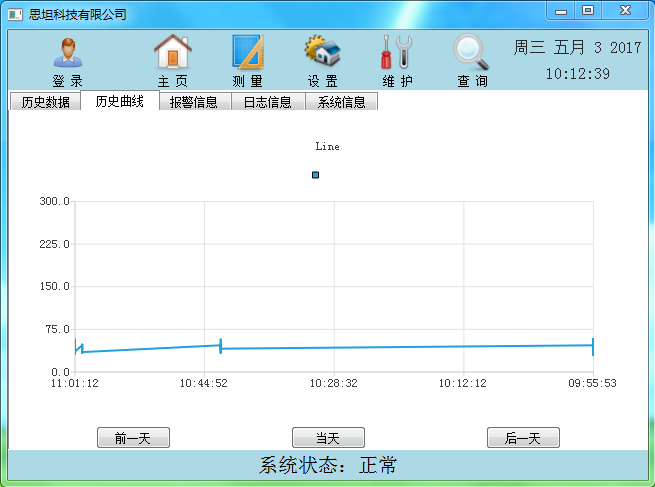 思坦科技有限公司
登 录
主 页
测 量
设 置
维 护
查 询
周三 五月 3 2017
10:12:39
历史数据
历史曲线
报警信息
日志信息
系统信息
Line
300.0
225.0
150.0
75.0
0.0
11:01:12
10:44:52
10:28:32
10:12:12
09:55:53
前一天
当天
后一天
系统状态：正常